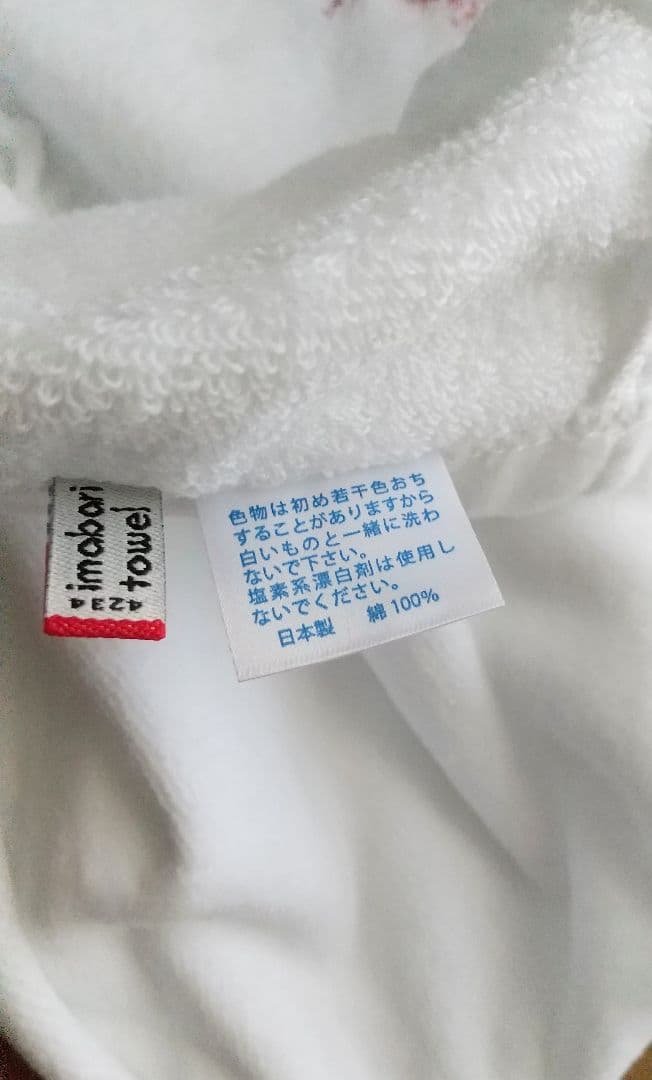 imabari
towel
4234
色物は初め若干色おち
することがありますから
白いものと一緒に洗わ
ないで下さい。
塩素系漂白剤は使用し
ないでください。
日本製 綿100%